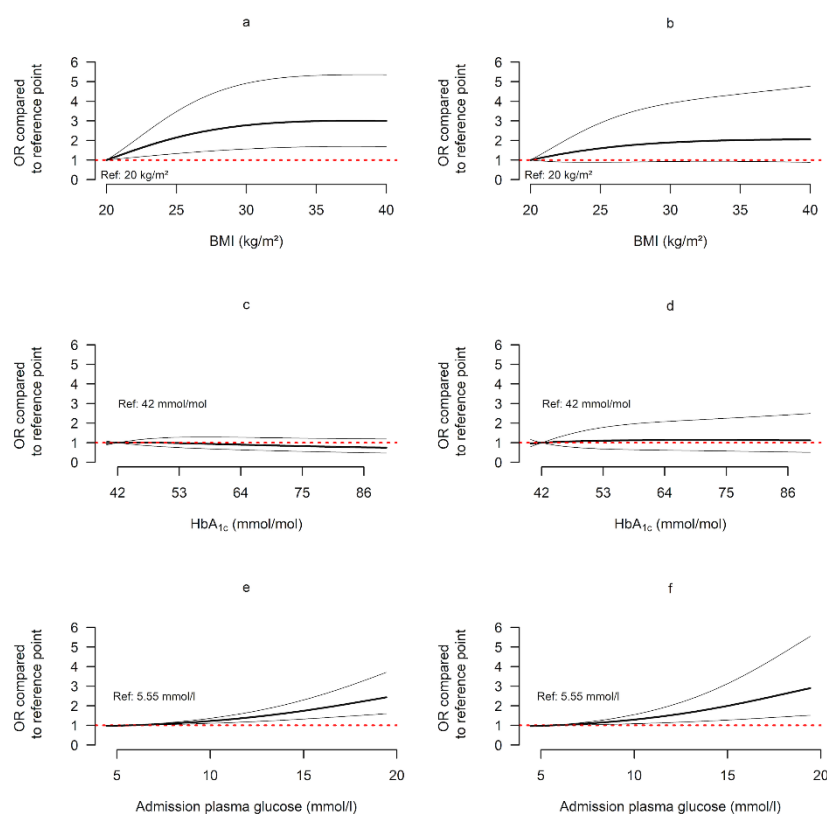 a
OR compared
to reference point
6
5
4
3
2
1
0
Ref: 20 kg/m²
20 25 30 35 40
BMI (kg/m²)
b
OR compared
to reference point
6
5
4
3
2
1
0
Ref: 20 kg/m²
20 25 30 35 40
BMI (kg/m²)
c
OR compared
to reference point
6
5
4
3
2
1
0
Ref: 42 mmol/mol
42 53 64 75 86
HbA1c (mmol/mol)
d
OR compared
to reference point
6
5
4
3
2
1
0
Ref: 42 mmol/mol
42 53 64 75 86
HbA1c (mmol/mol)
e
OR compared
to reference point
6
5
4
3
2
1
0
Ref: 5.55 mmol/l
5 10 15 20
Admission plasma glucose (mmol/l)
f
OR compared
to reference point
6
5
4
3
2
1
0
Ref: 5.55 mmol/l
5 10 15 20
Admission plasma glucose (mmol/l)